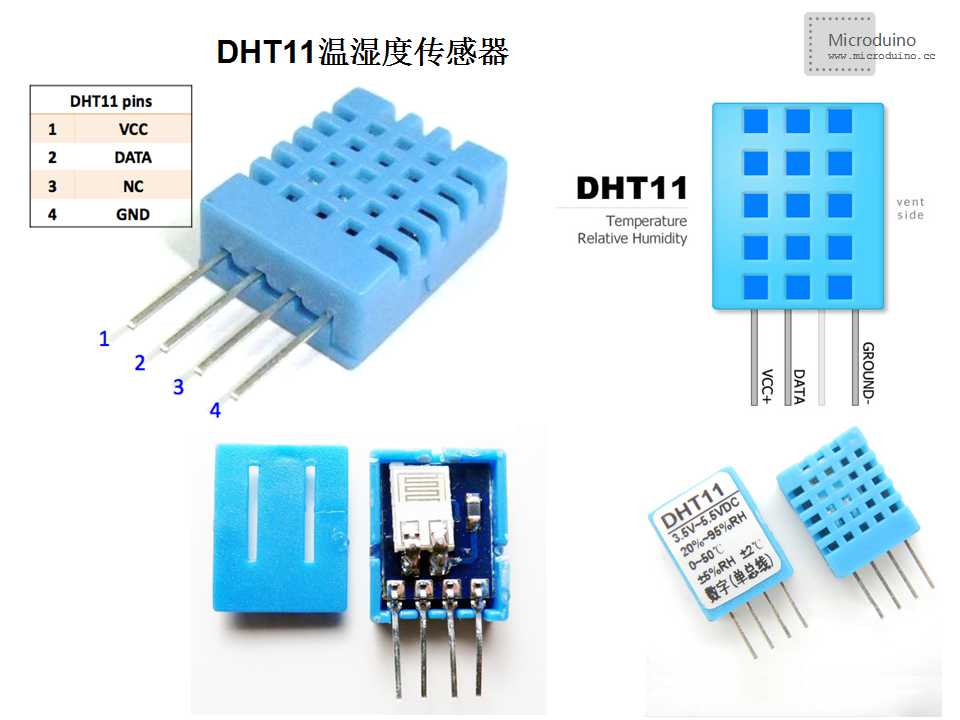 DHT11温湿度传感器
Microduino
www.microduino.cc
DHT11 pins
1 VCC
2 DATA
3 NC
4 GND
1
2
3
4
DHT11
Temperature
Relative Humidity
vent
side
VCC+
DATA
GROUND-
DHT11
3.5V~5.5VDC
20%~95%RH
0~50℃
±5%RH ±2℃
数字(单总线)